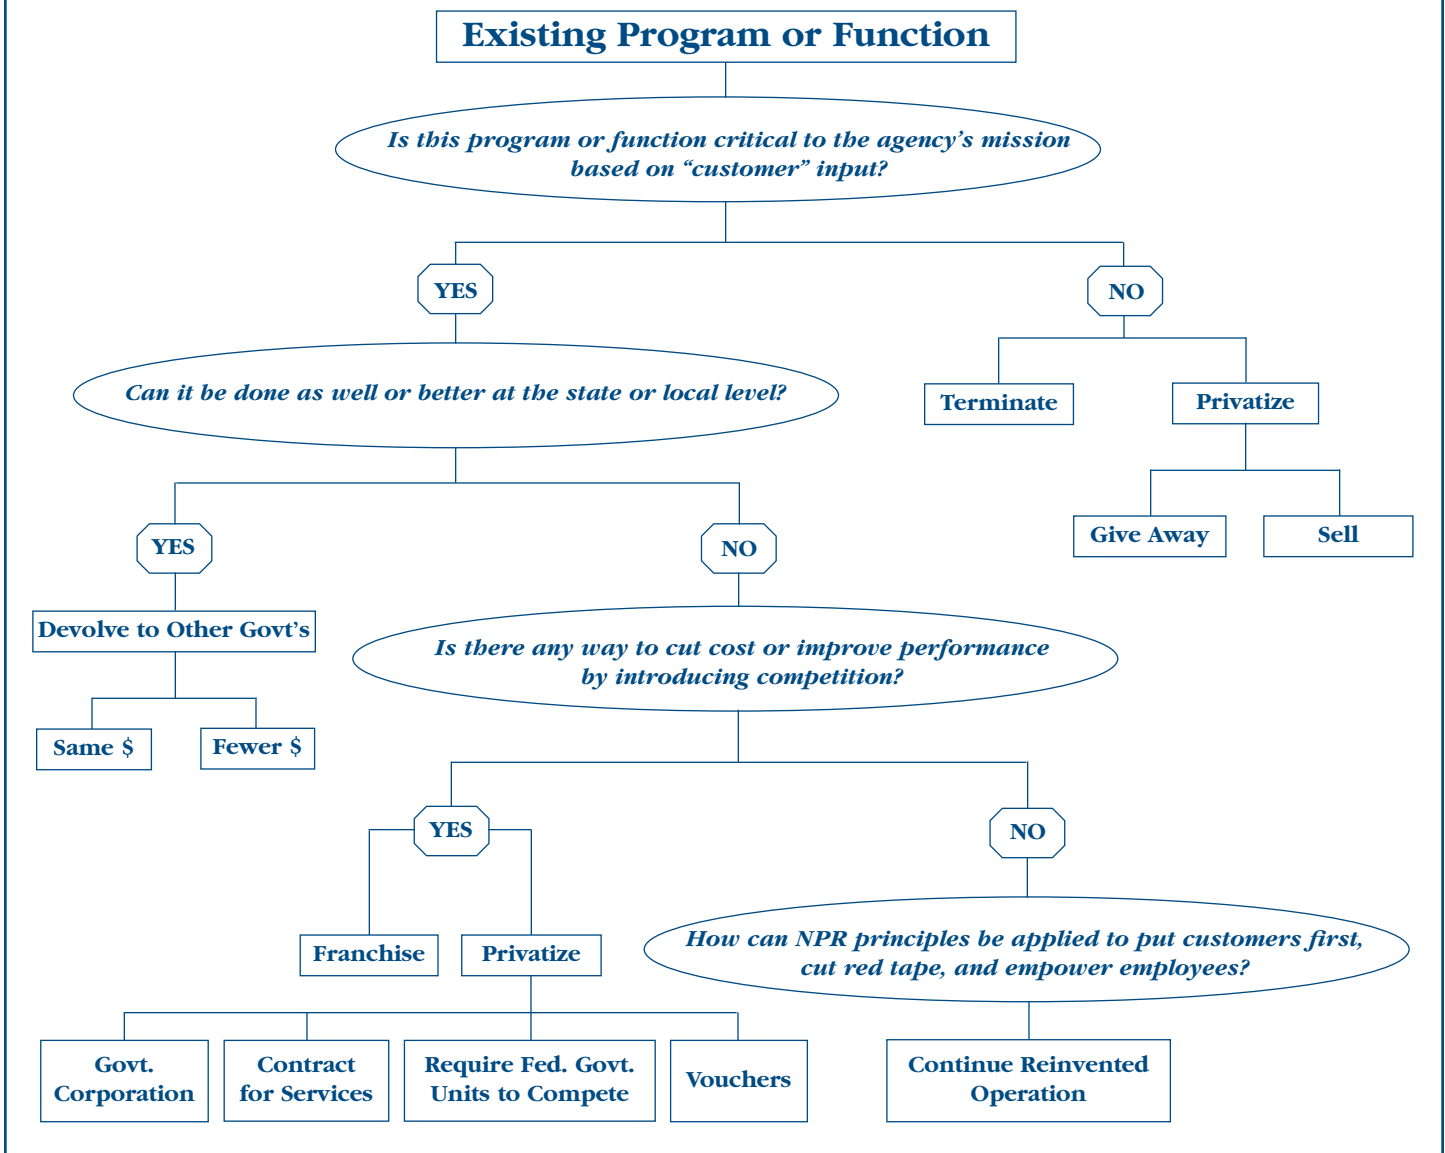 Existing Program or Function
Is this program or function critical to the agency’s mission
based on “customer” input?
YES
NO
Can it be done as well or better at the state or local level?
Terminate
Privatize
Give Away
Sell
YES
NO
Devolve to Other Govt’s
Same $
Fewer $
Is there any way to cut cost or improve performance
by introducing competition?
YES
NO
Franchise
Privatize
How can NPR principles be applied to put customers first,
cut red tape, and empower employees?
Govt.
Corporation
Contract
for Services
Require Fed. Govt.
Units to Compete
Vouchers
Continue Reinvented
Operation